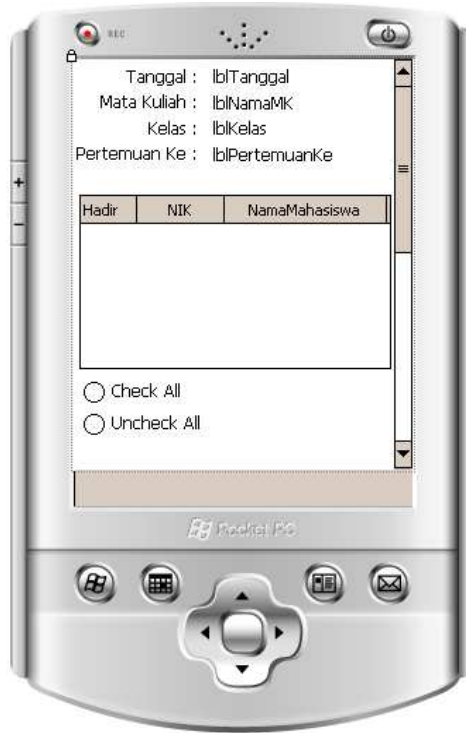 REC
Tanggal : lblTanggal
Mata Kuliah : lblNamaMK
Kelas : lblKelas
Pertemuan Ke : lblPertemuanKe
+
Hadir NIK NamaMahasiswa
−
Check All
Uncheck All
Pocket PC